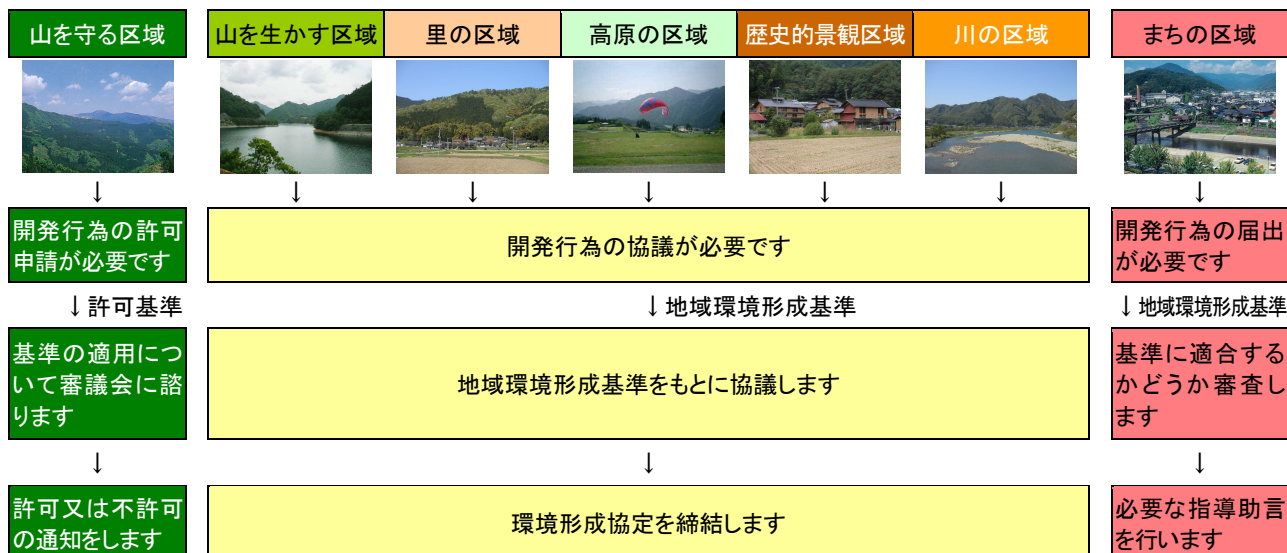 山を守る区域
山を生かす区域
里の区域
高原の区域
歴史的景観区域
川の区域
まちの区域
↓
↓
↓
↓
↓
↓
↓
開発行為の許可
申請が必要です
開発行為の協議が必要です
開発行為の届出
が必要です
↓許可基準
↓地域環境形成基準
↓地域環境形成基準
基準の適用につ
いて審議会に諮
ります
地域環境形成基準をもとに協議します
基準に適合する
かどうか審査し
ます
↓
↓
↓
許可又は不許可
の通知をします
環境形成協定を締結します
必要な指導助言
を行います